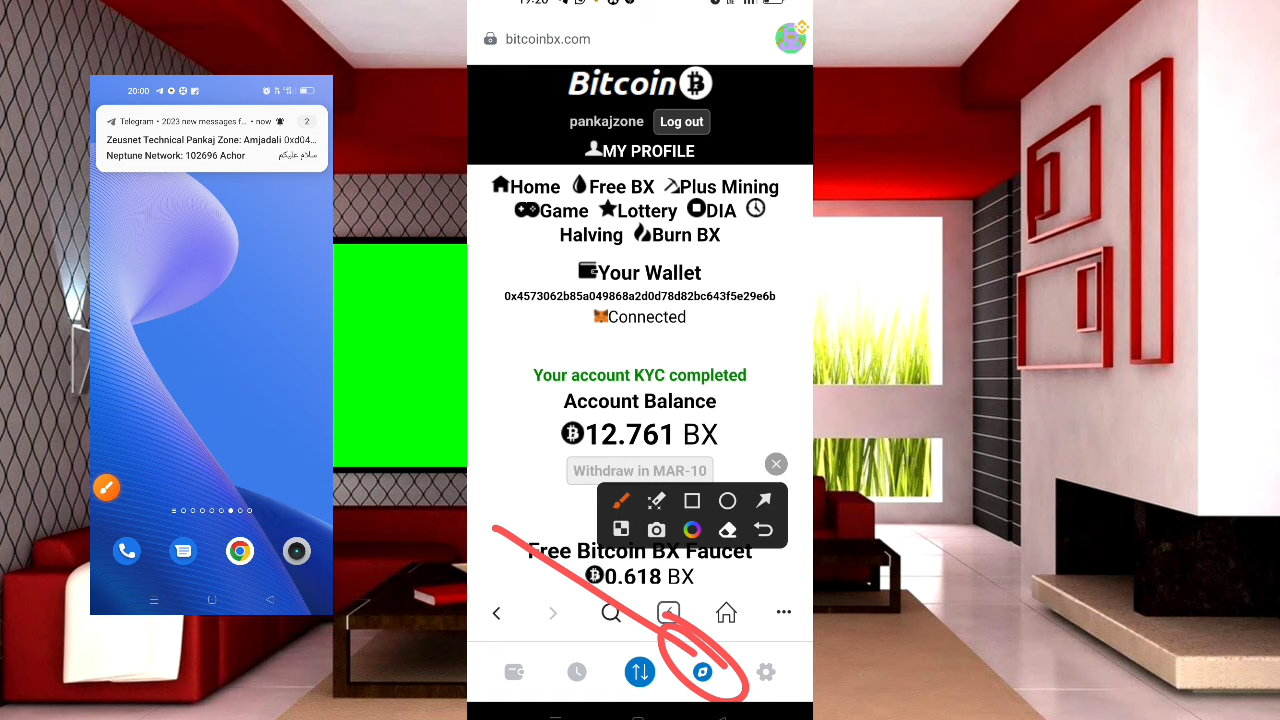 20:00
Telegram • 2023 new messages f... • now 2
Zeusnet Technical Pankaj Zone: Amjadali 0xd04...
Neptune Network: 102696 Achor سلام علیکم
19:20
bitcoinbx.com
Bitcoin
pankajzone Log out
MY PROFILE
Home Free BX Plus Mining
Game Lottery DIA
Halving Burn BX
Your Wallet
0x4573062b85a049868a2d0d78d82bc643f5e29e6b
Connected
Your account KYC completed
Account Balance
12.761 BX
Withdraw in MAR-10
Free Bitcoin BX Faucet
0.618 BX